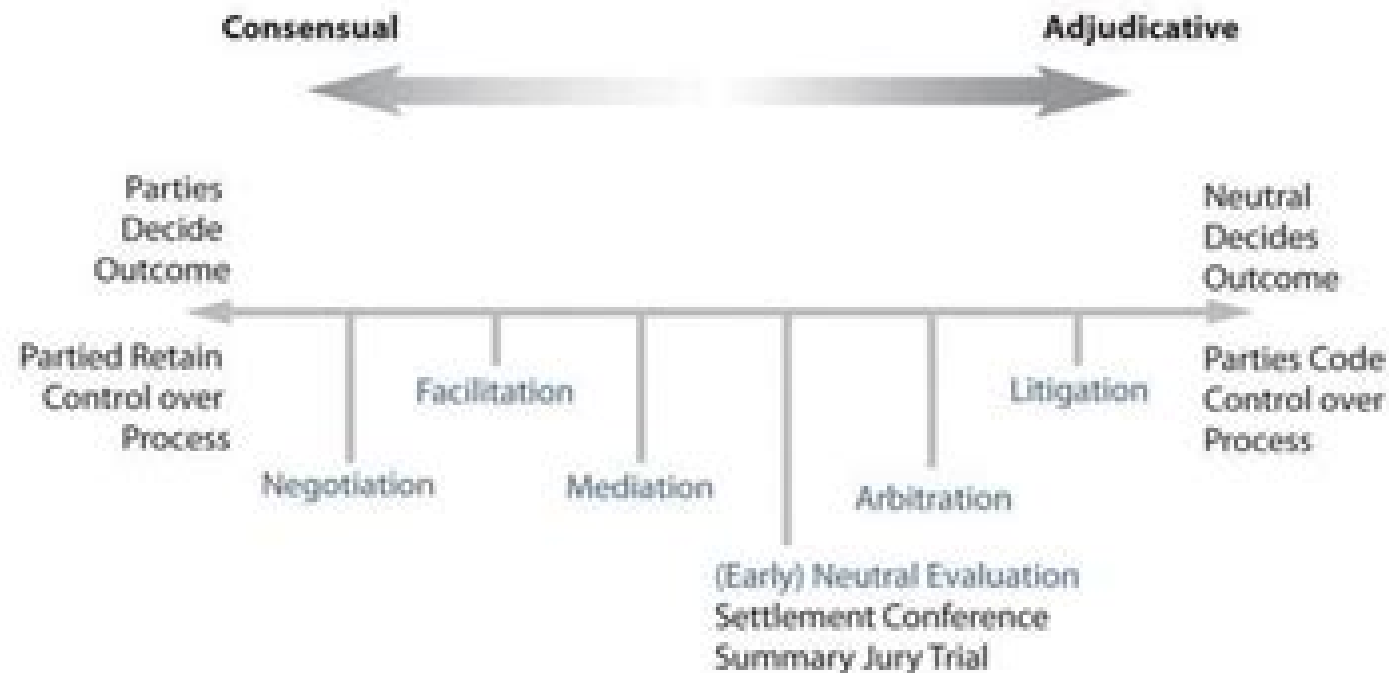 Consensual
Adjudicative
Parties
Decide
Outcome
Neutral
Decides
Outcome
Partied Retain
Control over
Process
Parties Code
Control over
Process
Facilitation
Litigation
Negotiation
Mediation
Arbitration
(Early) Neutral Evaluation
Settlement Conference
Summary Jury Trial